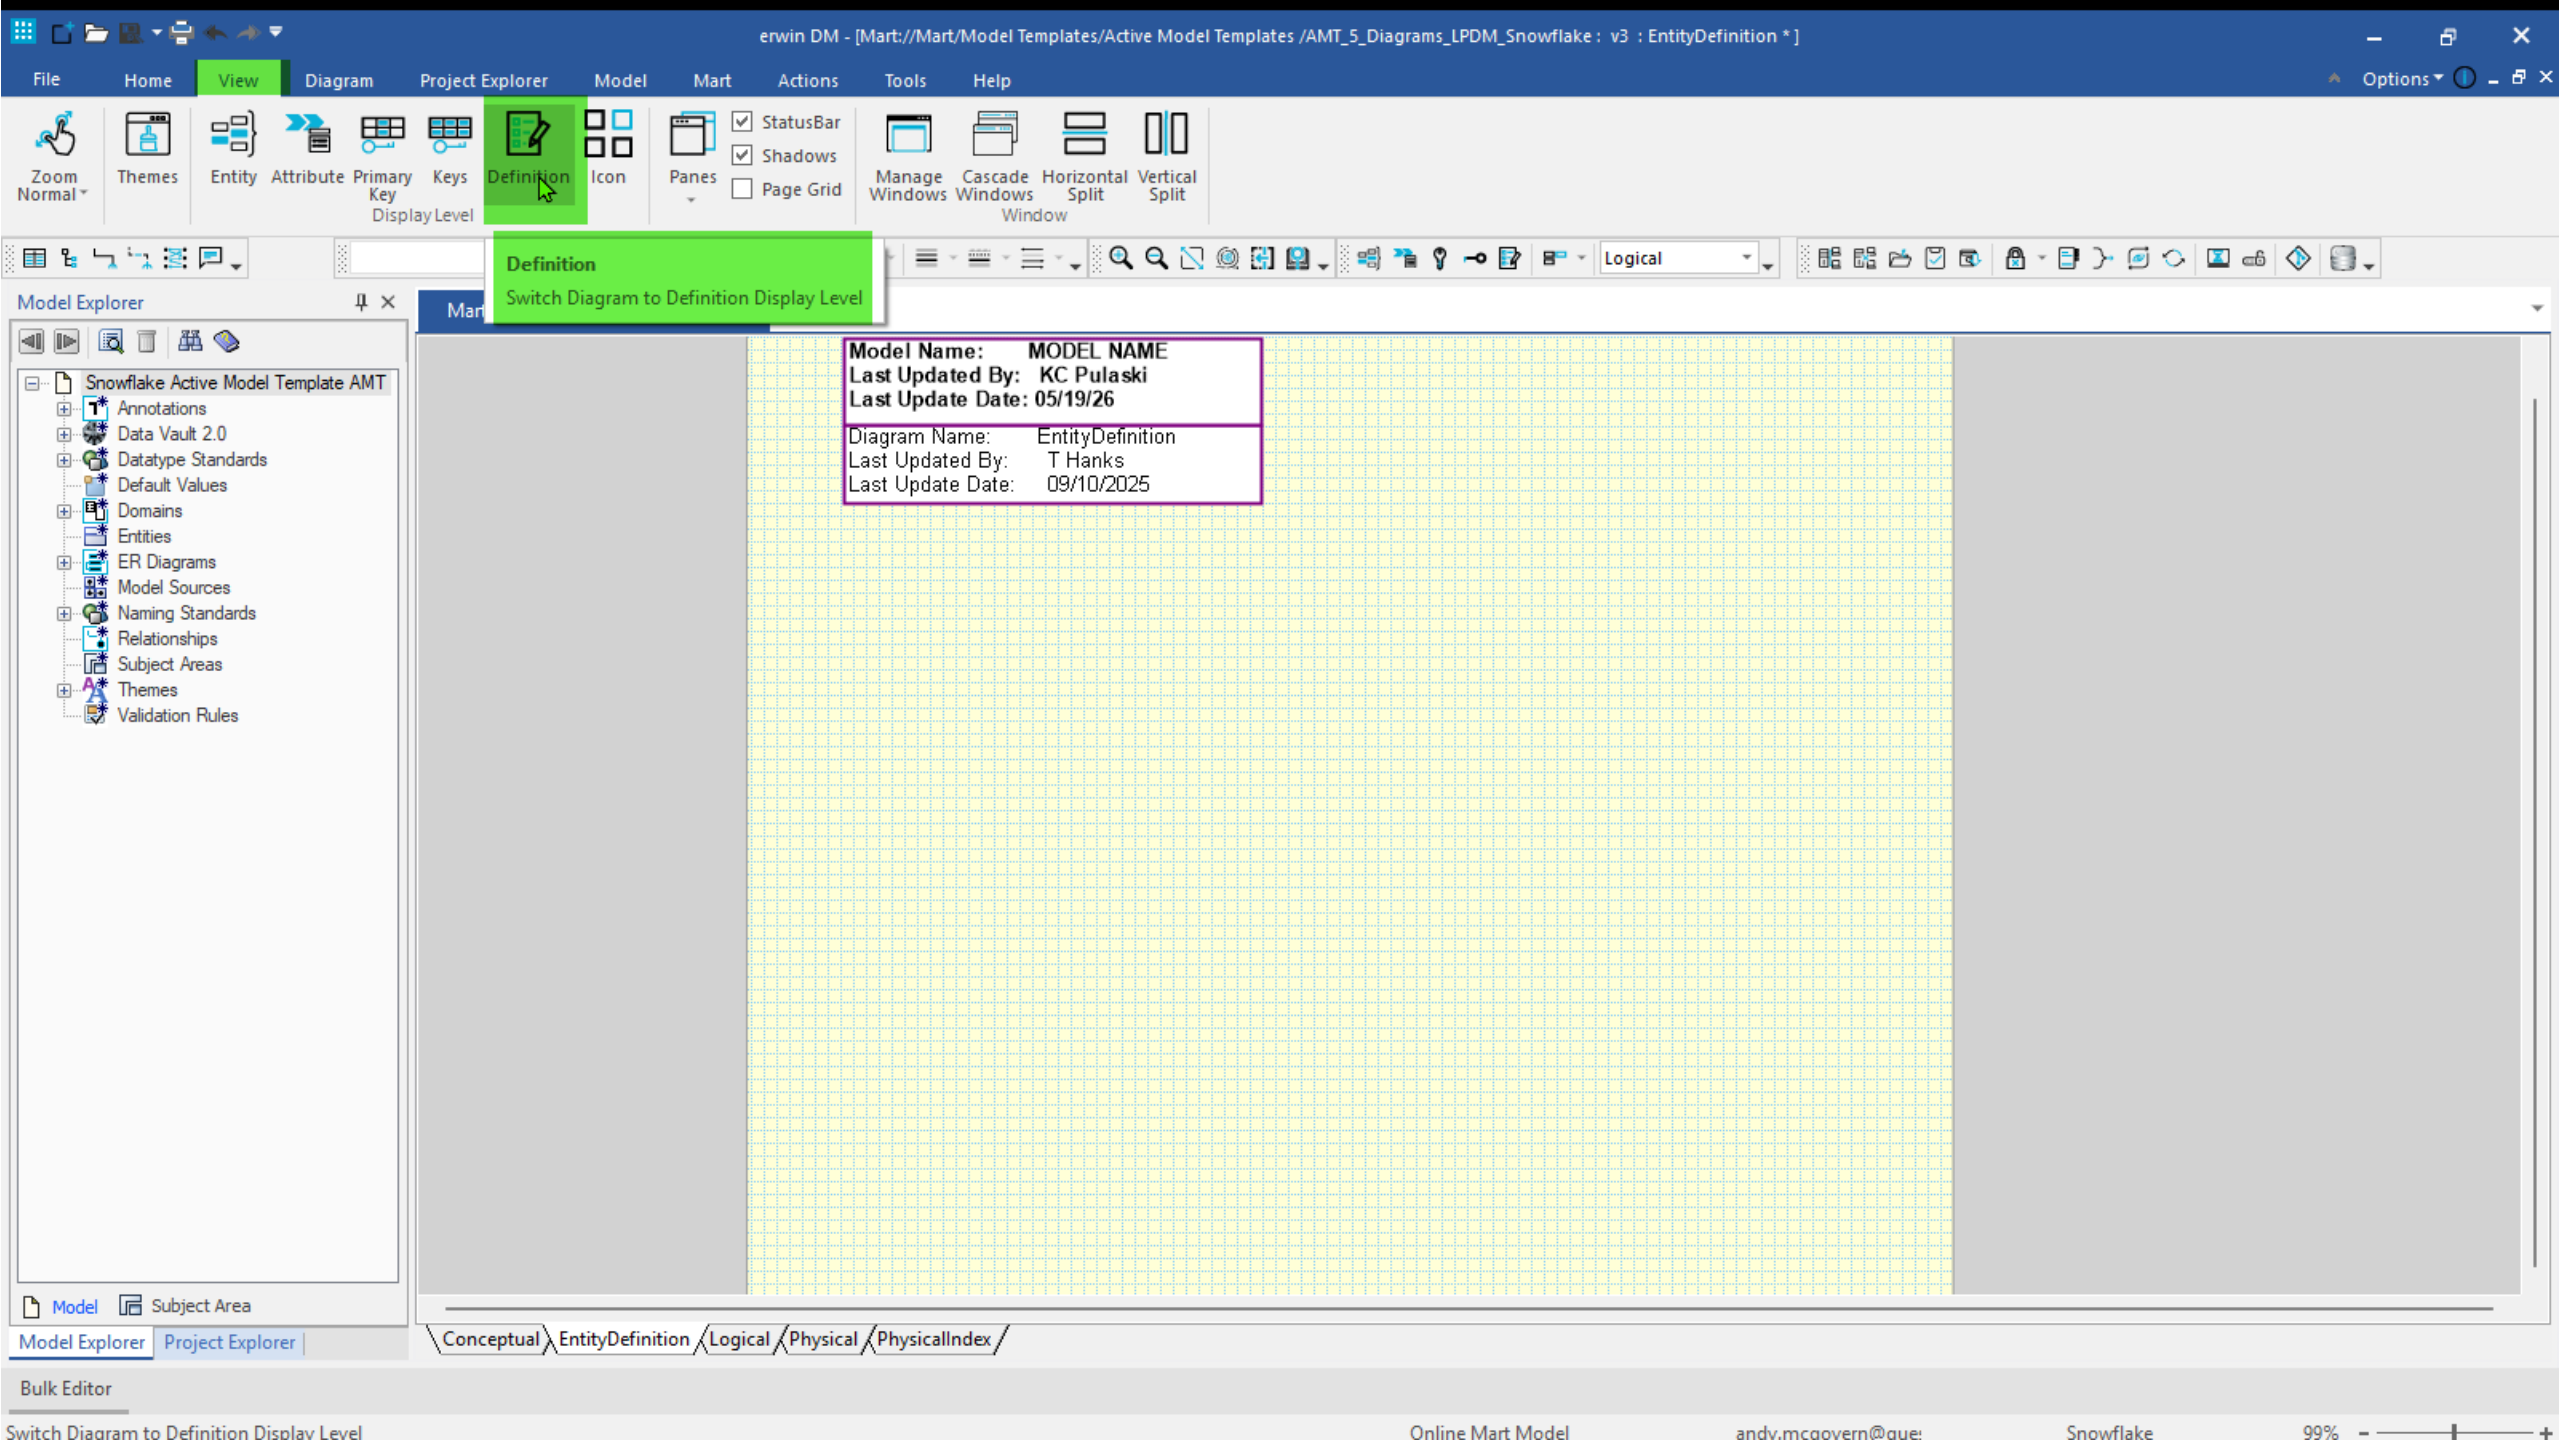 erwin DM - [Mart://Mart/Model Templates/Active Model Templates /AMT_5_Diagrams_LPDM_Snowflake : v3 : EntityDefinition * ]
File Home View Diagram Project Explorer Model Mart Actions Tools Help Options
Zoom Normal
Themes
Entity
Attribute
Primary Key
Keys
Definition
Icon
Display Level
Panes
StatusBar
Shadows
Page Grid
Manage Windows
Cascade Windows
Horizontal Split
Vertical Split
Window
Logical
Definition
Switch Diagram to Definition Display Level
Model Explorer
Mart
Snowflake Active Model Template AMT
Annotations
Data Vault 2.0
Datatype Standards
Default Values
Domains
Entities
ER Diagrams
Model Sources
Naming Standards
Relationships
Subject Areas
Themes
Validation Rules
Model Name: MODEL NAME
Last Updated By: KC Pulaski
Last Update Date: 05/19/26
Diagram Name: EntityDefinition
Last Updated By: T Hanks
Last Update Date: 09/10/2025
Model Subject Area
Model Explorer Project Explorer
Conceptual EntityDefinition Logical Physical PhysicalIndex
Bulk Editor
Switch Diagram to Definition Display Level
Online Mart Model
andy.mcgovern@que
Snowflake
99%